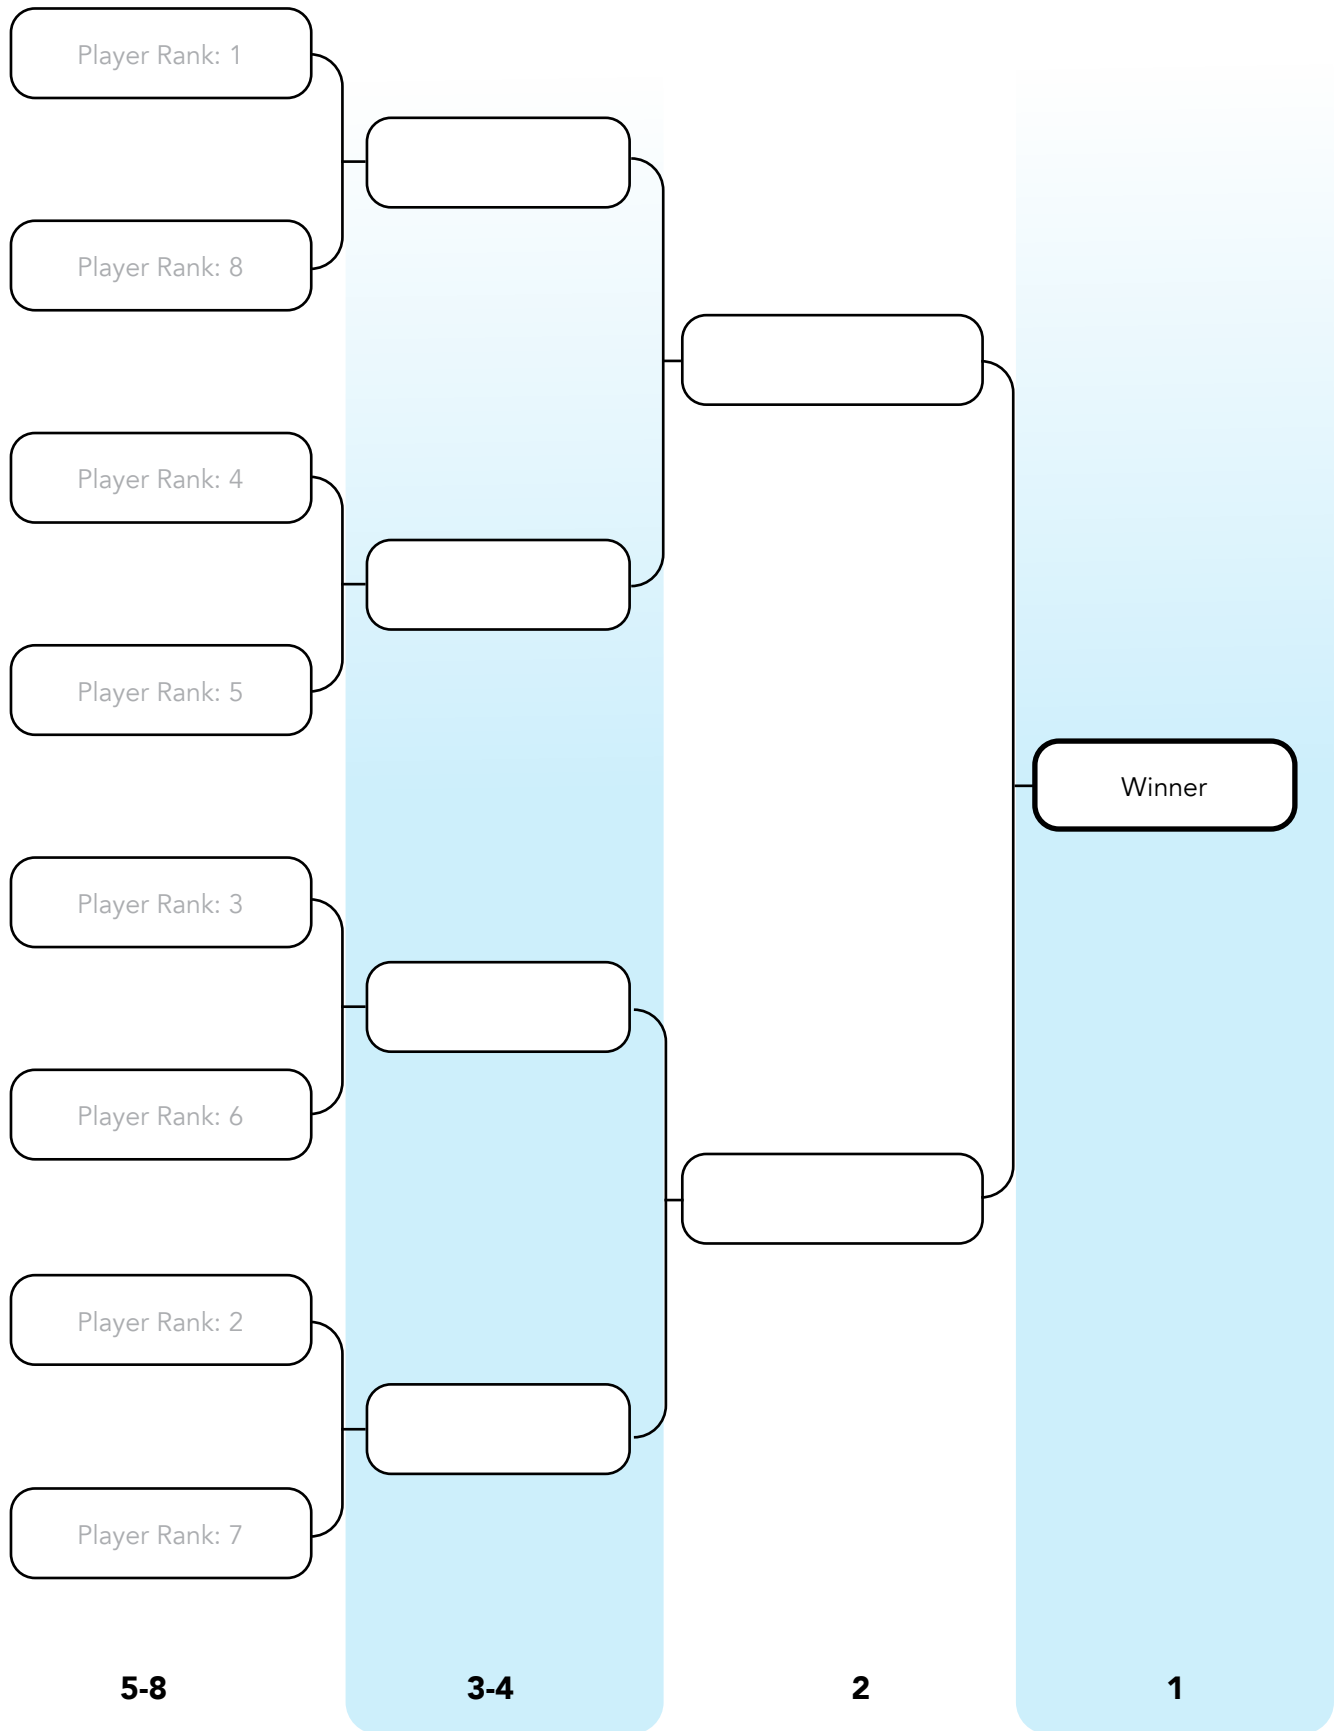 Player Rank: 1
Player Rank: 8
Player Rank: 4
Player Rank: 5
Winner
Player Rank: 3
Player Rank: 6
Player Rank: 2
Player Rank: 7
5-8 3-4 2 1